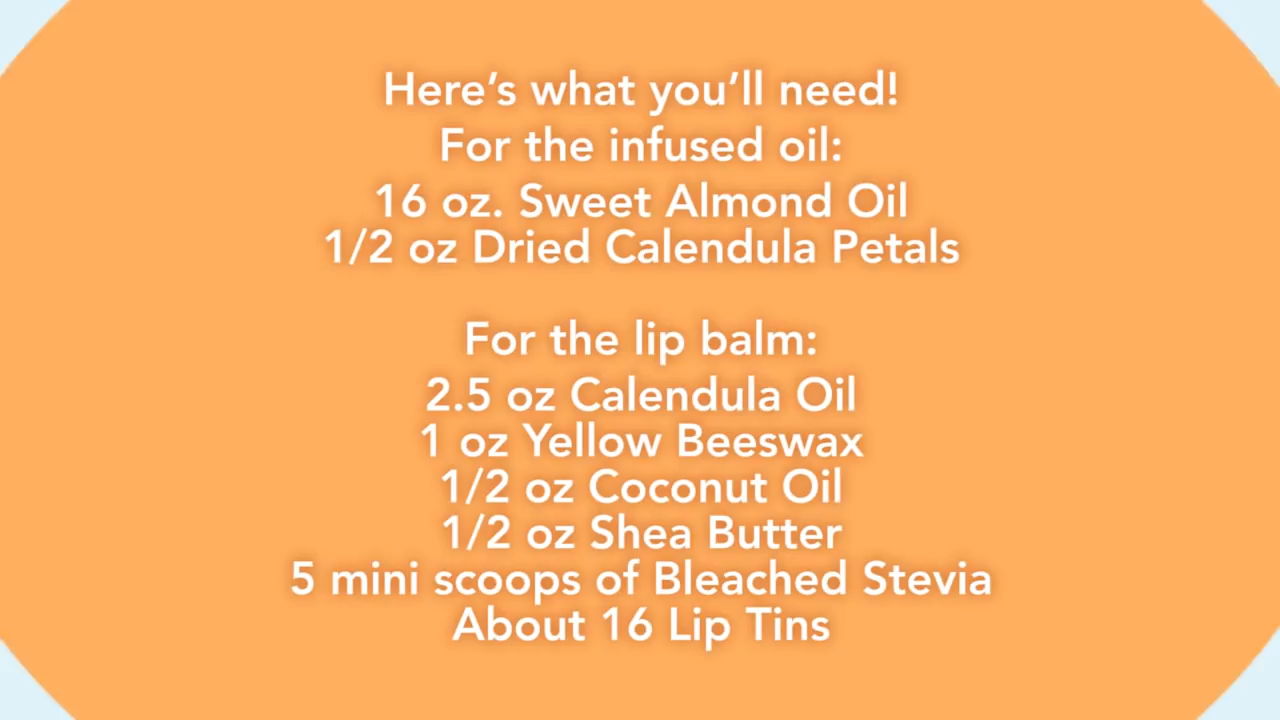 Here’s what you’ll need!
For the infused oil:
16 oz. Sweet Almond Oil
1/2 oz Dried Calendula Petals
For the lip balm:
2.5 oz Calendula Oil
1 oz Yellow Beeswax
1/2 oz Coconut Oil
1/2 oz Shea Butter
5 mini scoops of Bleached Stevia
About 16 Lip Tins